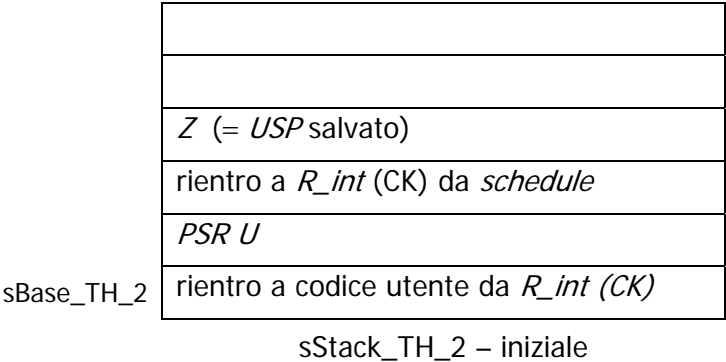 Z (= USP salvato)
rientro a R_int (CK) da schedule
PSR U
sBase_TH_2 rientro a codice utente da R_int (CK)
sStack_TH_2 – iniziale